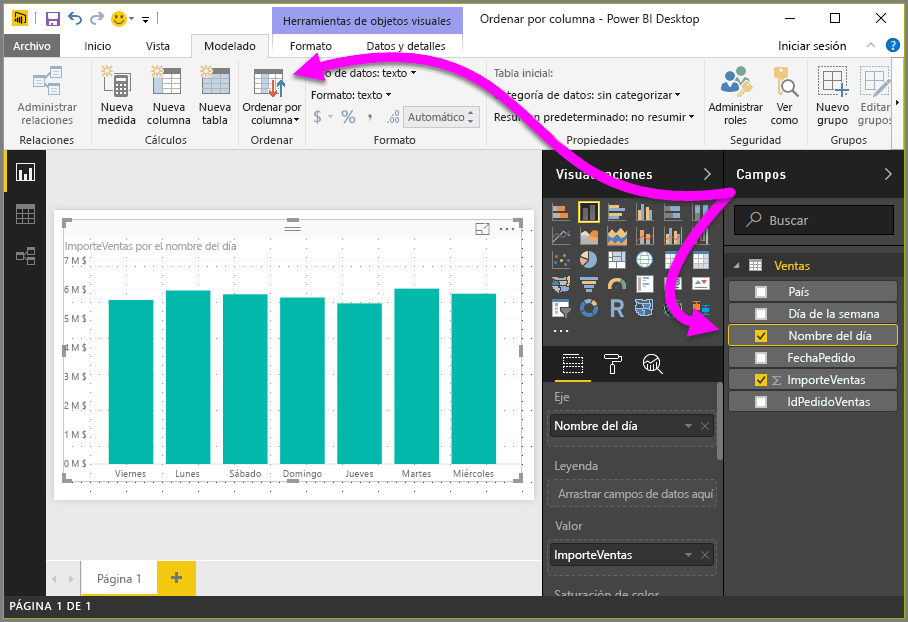 Herramientas de objetos visuales
Ordenar por columna - Power BI Desktop
Archivo
Inicio
Vista
Modelado
Formato
Datos y detalles
Iniciar sesión
Administrar relaciones
Relaciones
Nueva medida
Nueva columna
Nueva tabla
Cálculos
Ordenar por columna
Ordenar
o de datos: texto
Formato: texto
$ % , .00
Automático
Formato
Tabla inicial:
ategoría de datos: sin categorizar
Resu en predeterminado: no resumir
Propiedades
Administrar roles
Ver como
Seguridad
Nuevo grupo
Editar grupos
Grupos
ImporteVentas por el nombre del día
7 M $
6 M $
5 M $
4 M $
3 M $
2 M $
1 M $
0 M $
Viernes
Lunes
Sábado
Domingo
Jueves
Martes
Miércoles
Página 1
PÁGINA 1 DE 1
Visua aciones
R
Eje
Nombre del día
Leyenda
Arrastrar campos de datos aquí
Valor
ImporteVentas
Saturación de color
Campos
Buscar
Ventas
País
Día de la semana
Nombre del día
FechaPedido
Σ ImporteVentas
IdPedidoVentas